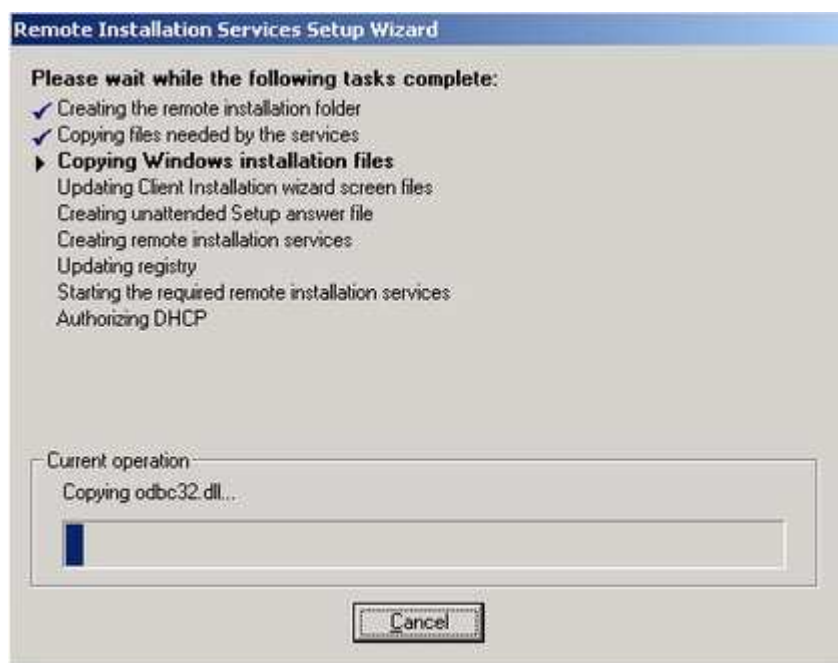 Remote Installation Services Setup Wizard
Please wait while the following tasks complete:
Creating the remote installation folder
Copying files needed by the services
Copying Windows installation files
Updating Client Installation wizard screen files
Creating unattended Setup answer file
Creating remote installation services
Updating registry
Starting the required remote installation services
Authorizing DHCP
Current operation
Copying odbc32.dll...
Cancel